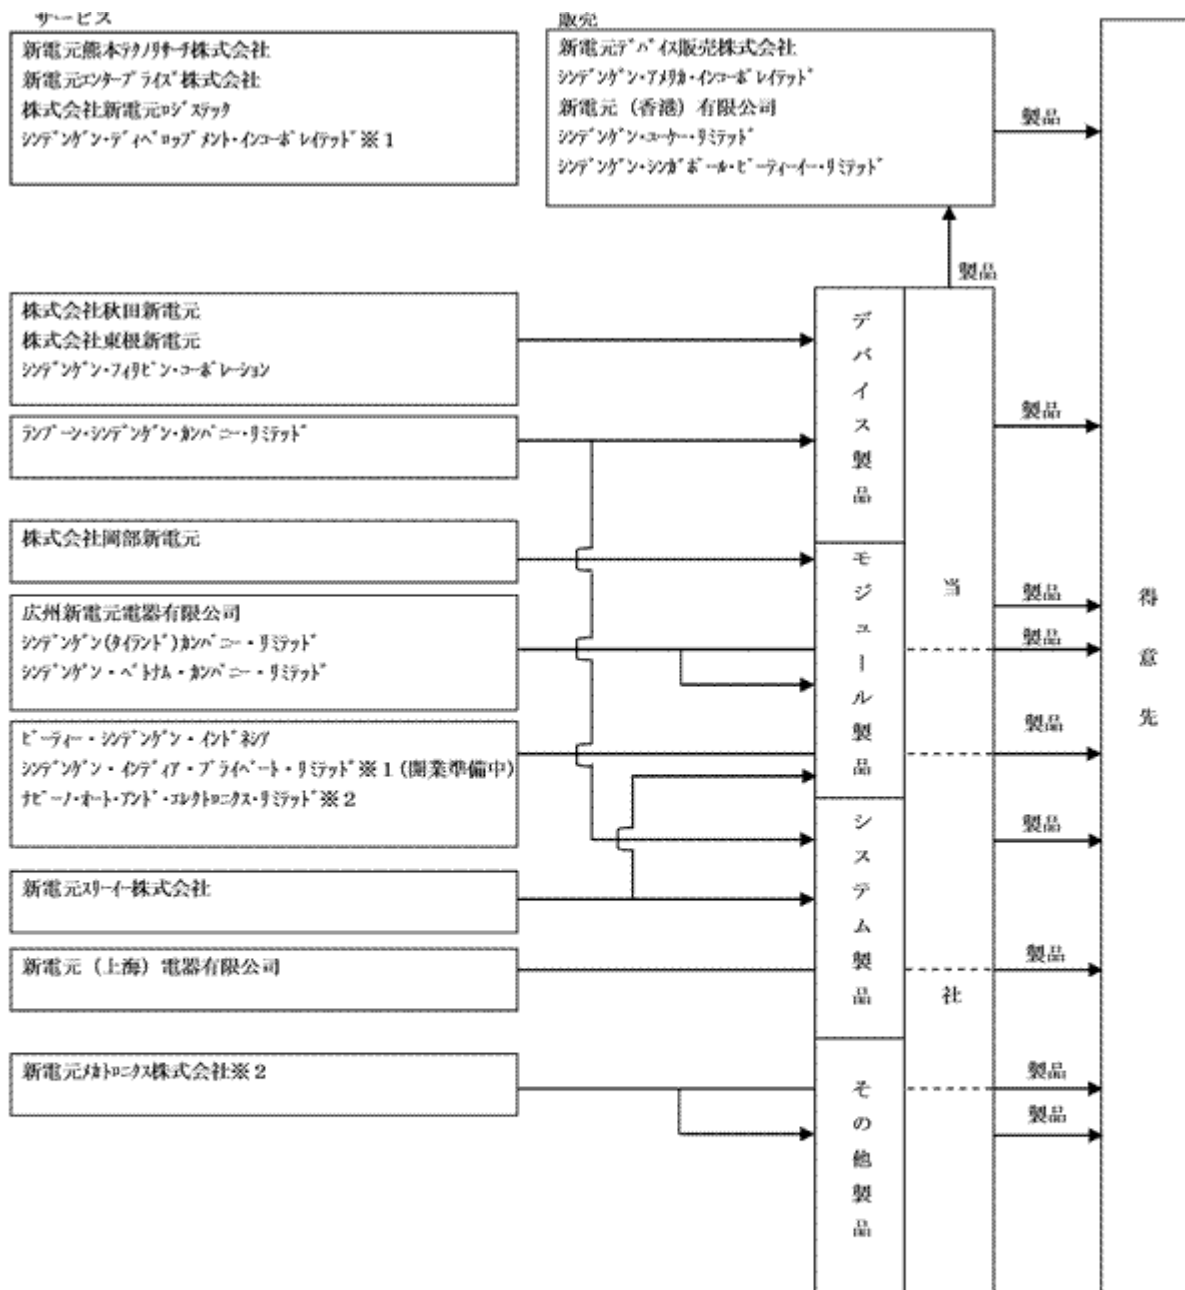 サービス
新電元熊本ﾃｸﾉﾘｻｰﾁ株式会社
新電元ｴﾝﾀｰﾌﾟﾗｲｽﾞ株式会社
株式会社新電元ﾛｼﾞｽﾃｯｸ
ｼﾝﾃﾞﾝｹﾞﾝ・ﾃﾞｨﾍﾞﾛｯﾌﾟﾒﾝﾄ・ｲﾝｺｰﾎﾟﾚｲﾃｯﾄﾞ※1
販売
新電元ﾃﾞﾊﾞｲｽ販売株式会社
ｼﾝﾃﾞﾝｹﾞﾝ・ｱﾒﾘｶ・ｲﾝｺｰﾎﾟﾚｲﾃｯﾄﾞ
新電元（香港）有限公司
ｼﾝﾃﾞﾝｹﾞﾝ・ﾕｰｹｰ・ﾘﾐﾃｯﾄﾞ
ｼﾝﾃﾞﾝｹﾞﾝ・ｼﾝｶﾞﾎﾟｰﾙ・ﾋﾟｰﾃｨｰｲｰ・ﾘﾐﾃｯﾄﾞ
製品
製品
株式会社秋田新電元
株式会社東根新電元
ｼﾝﾃﾞﾝｹﾞﾝ・ﾌｨﾘﾋﾟﾝ・ｺｰﾎﾟﾚｰｼｮﾝ
ﾗﾝﾌﾟｰﾝ・ｼﾝﾃﾞﾝｹﾞﾝ・ｶﾝﾊﾟﾆｰ・ﾘﾐﾃｯﾄﾞ
株式会社岡部新電元
広州新電元電器有限公司
ｼﾝﾃﾞﾝｹﾞﾝ(ﾀｲﾗﾝﾄﾞ)ｶﾝﾊﾟﾆｰ・ﾘﾐﾃｯﾄﾞ
ｼﾝﾃﾞﾝｹﾞﾝ・ﾍﾞﾄﾅﾑ・ｶﾝﾊﾟﾆｰ・ﾘﾐﾃｯﾄﾞ
ﾋﾟｰﾃｨｰ・ｼﾝﾃﾞﾝｹﾞﾝ・ｲﾝﾄﾞﾈｼｱ
ｼﾝﾃﾞﾝｹﾞﾝ・ｲﾝﾃﾞｨｱ・ﾌﾟﾗｲﾍﾞｰﾄ・ﾘﾐﾃｯﾄﾞ※1(開業準備中)
ﾅﾋﾟｰﾉ・ｵｰﾄ・ｱﾝﾄﾞ・ｴﾚｸﾄﾛﾆｸｽ・ﾘﾐﾃｯﾄﾞ※2
新電元ｽﾘｰｲｰ株式会社
新電元（上海）電器有限公司
新電元ﾒｶﾄﾛﾆｸｽ株式会社※2
デバイス製品
モジュール製品
システム製品
その他製品
当社
製品
製品
製品
製品
製品
製品
製品
製品
得意先